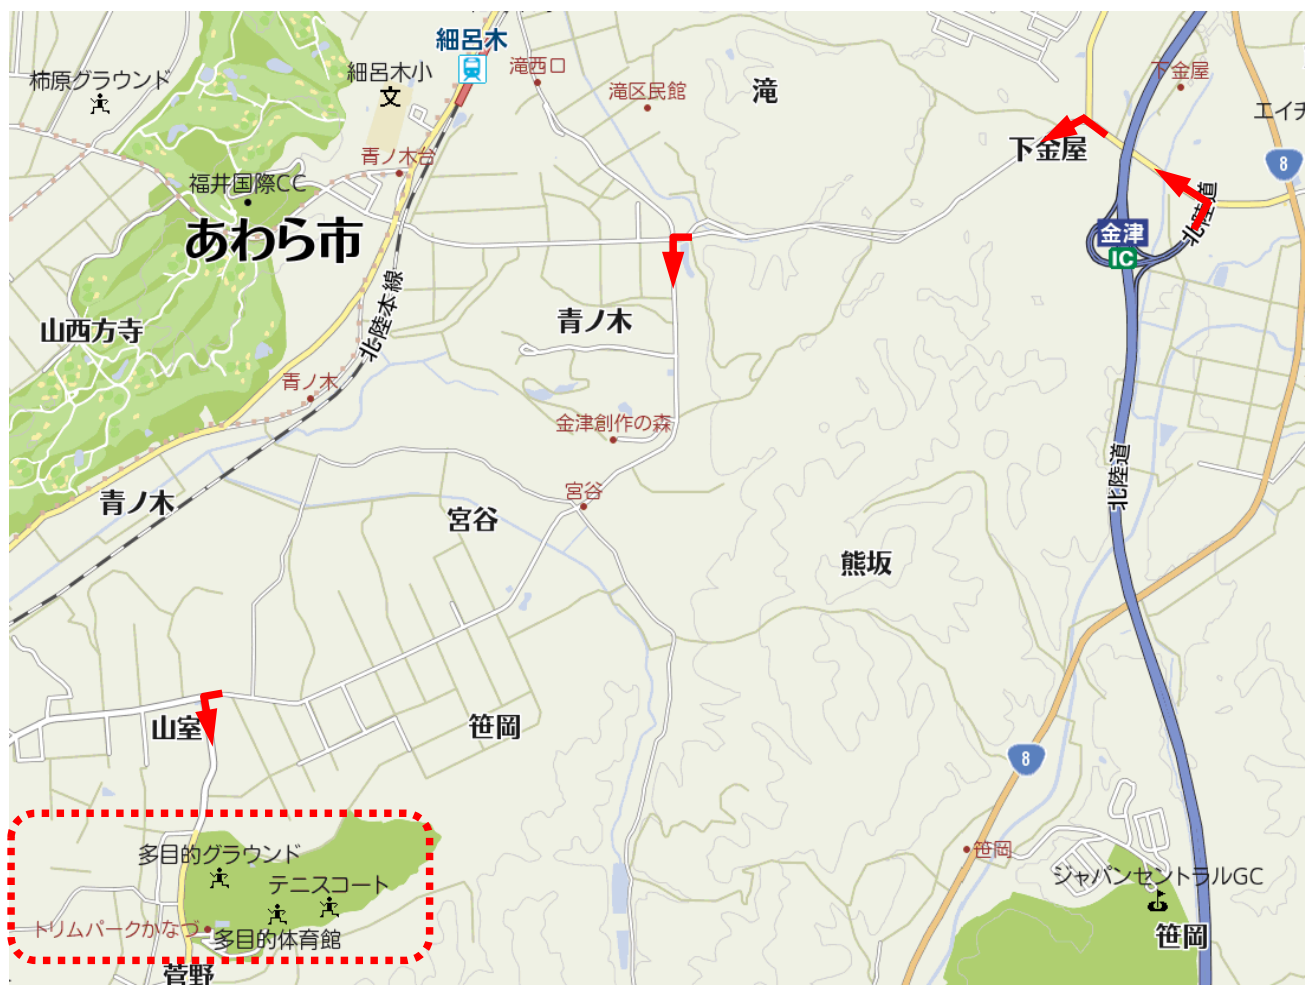 細呂木
滝西口
細呂木小
柿原グラウンド
滝区民館
滝
下金屋
エイチ
下金屋
8
青ノ木台
福井国際CC
あわら市
北陸道
金津
IC
北陸本線
山西方寺
青ノ木
青ノ木
金津創作の森
北陸道
青ノ木
宮谷
宮谷
熊坂
山室
笹岡
8
多目的グラウンド
テニスコート
トリムパークかなづ
多目的体育館
菅野
笹岡
ジャパンセントラルGC
笹岡